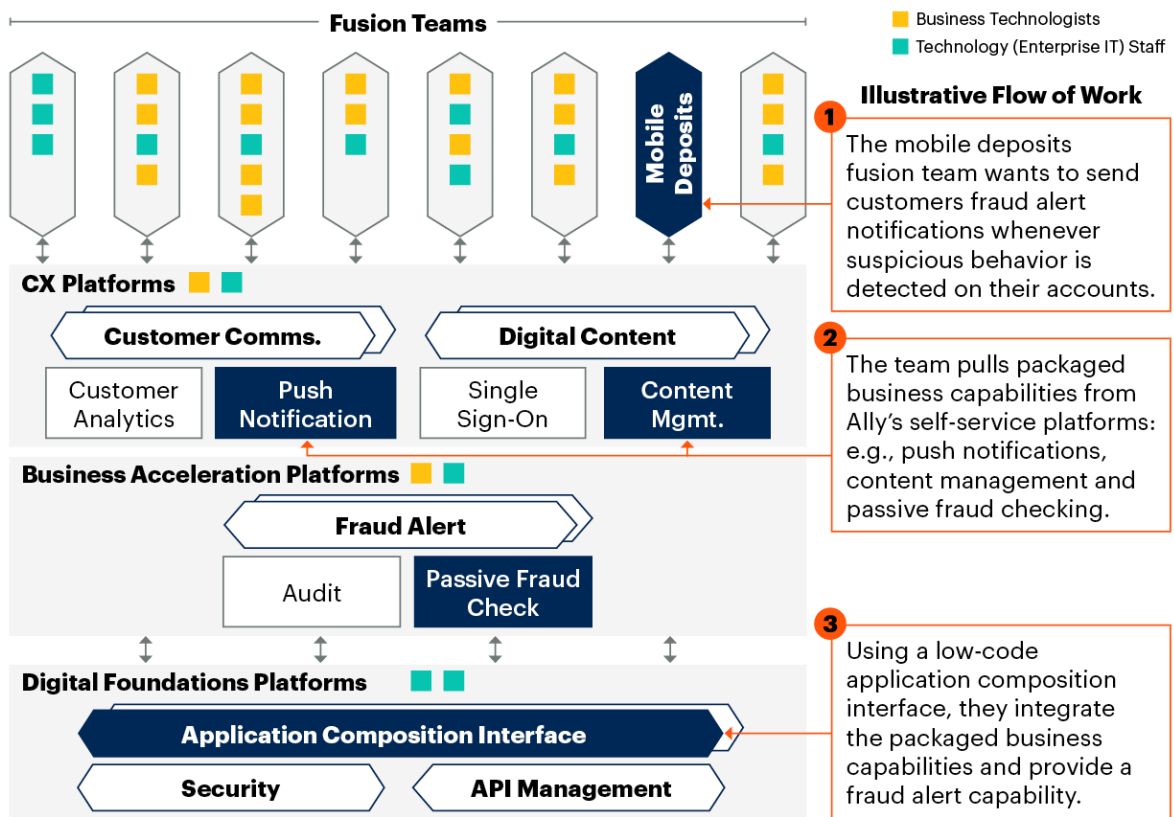 Fusion Teams
Business Technologists
Technology (Enterprise IT) Staff
Mobile
Deposits
Illustrative Flow of Work
1
The mobile deposits
fusion team wants to send
customers fraud alert
notifications whenever
suspicious behavior is
detected on their accounts.
CX Platforms
Customer Comms.
Digital Content
Customer
Analytics
Push
Notification
Single
Sign-On
Content
Mgmt.
2
The team pulls packaged
business capabilities from
Ally’s self-service platforms:
e.g., push notifications,
content management and
passive fraud checking.
Business Acceleration Platforms
Fraud Alert
Audit
Passive Fraud
Check
3
Using a low-code
application composition
interface, they integrate
the packaged business
capabilities and provide a
fraud alert capability.
Digital Foundations Platforms
Application Composition Interface
Security
API Management